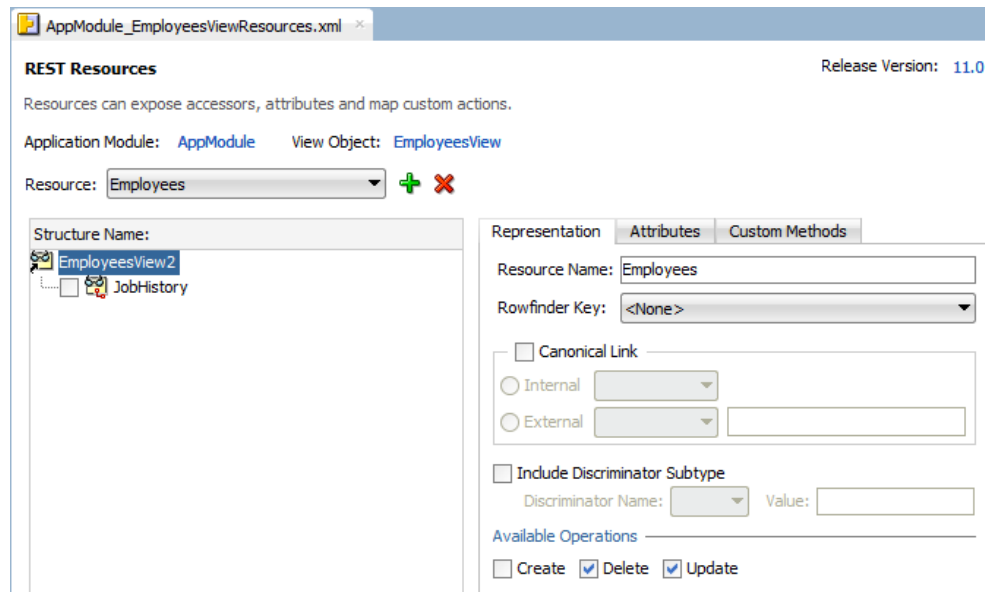 AppModule_EmployeesViewResources.xml ×
REST Resources Release Version: 11.0
Resources can expose accessors, attributes and map custom actions.
Application Module: AppModule View Object: EmployeesView
Resource: Employees
Structure Name:
EmployeesView2
JobHistory
Representation Attributes Custom Methods
Resource Name: Employees
Rowfinder Key: <None>
Canonical Link
Internal
External
Include Discriminator Subtype
Discriminator Name: Value:
Available Operations
Create Delete Update